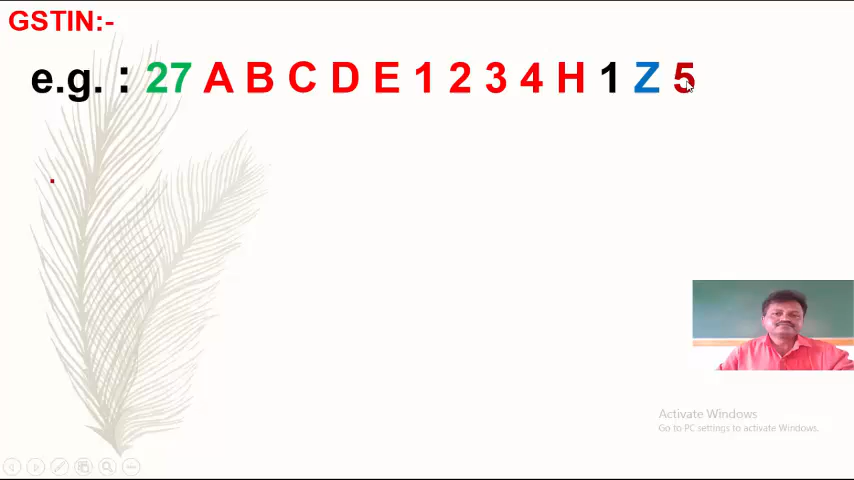 GSTIN:-
e.g. : 27 A B C D E 1 2 3 4 H 1 Z 5
Activate Windows
Go to PC settings to activate Windows.